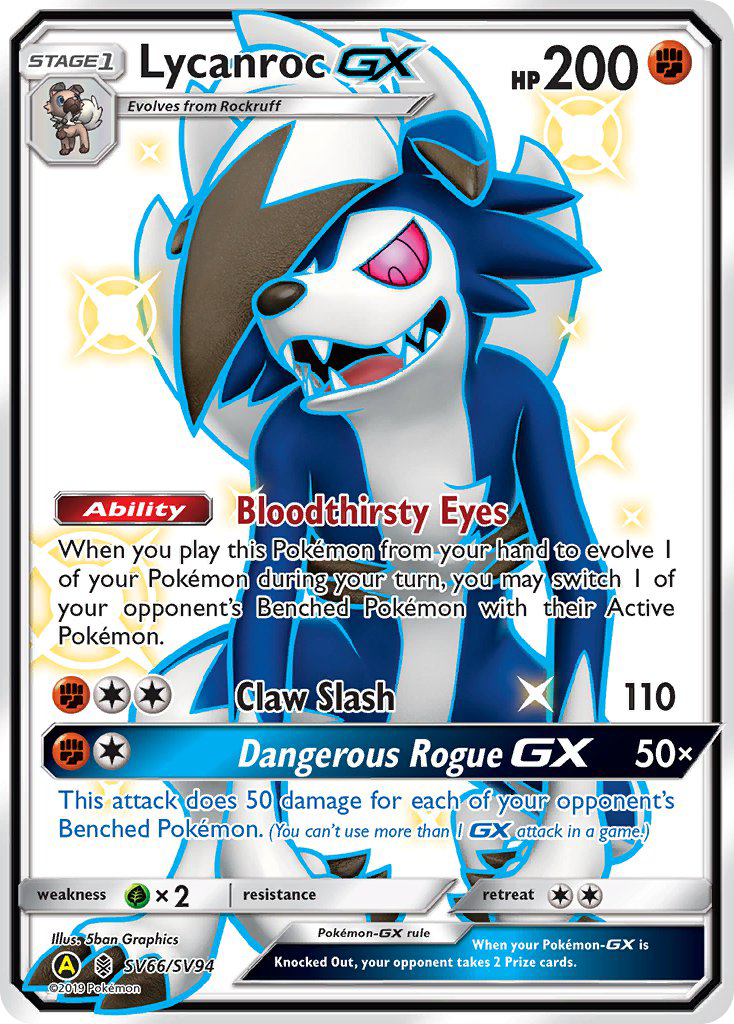 STAGE1 Lycanroc GX HP 200
Evolves from Rockruff
Ability Bloodthirsty Eyes
When you play this Pokémon from your hand to evolve 1
of your Pokémon during your turn, you may switch 1 of
your opponent's Benched Pokémon with their Active
Pokémon.
Claw Slash 110
Dangerous Rogue GX 50×
This attack does 50 damage for each of your opponent's
Benched Pokémon. (You can't use more than 1 GX attack in a game.)
weakness ×2 resistance retreat
Illus. 5ban Graphics
A SV66/SV94
©2019 Pokémon
Pokémon-GX rule
When your Pokémon-GX is
Knocked Out, your opponent takes 2 Prize cards.